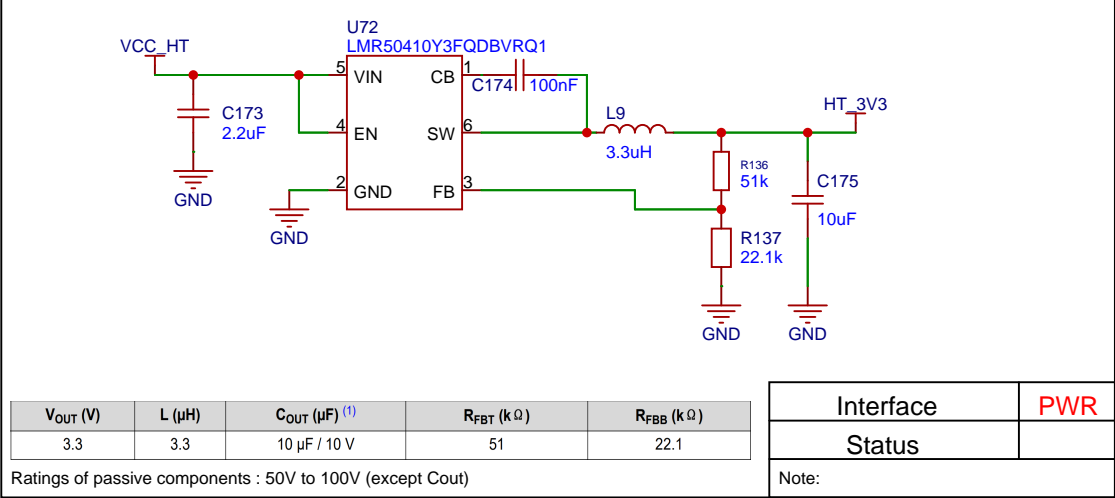 U72
LMR50410Y3FQDBVRQ1
VCC_HT
5 VIN CB 1
C174 100nF
C173
2.2uF
4 EN SW 6
L9
3.3uH
HT_3V3
2 GND FB 3
R136
51k
C175
10uF
R137
22.1k
GND
GND
GND
GND
VOUT (V) L (µH) COUT (µF) (1) RFBT (kΩ) RFBB (kΩ)
3.3 3.3 10 µF / 10 V 51 22.1
Ratings of passive components : 50V to 100V (except Cout)
Interface PWR
Status
Note: